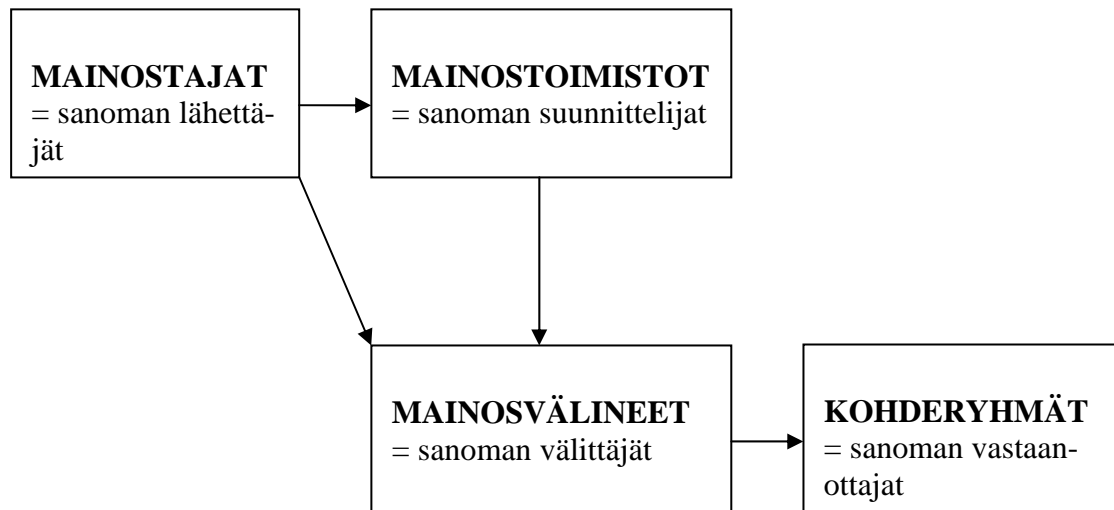 MAINOSTAJAT
= sanoman lähettä-
jät
MAINOSTOIMISTOT
= sanoman suunnittelijat
MAINOSVÄLINEET
= sanoman välittäjät
KOHDERYHMÄT
= sanoman vastaan-
ottajat